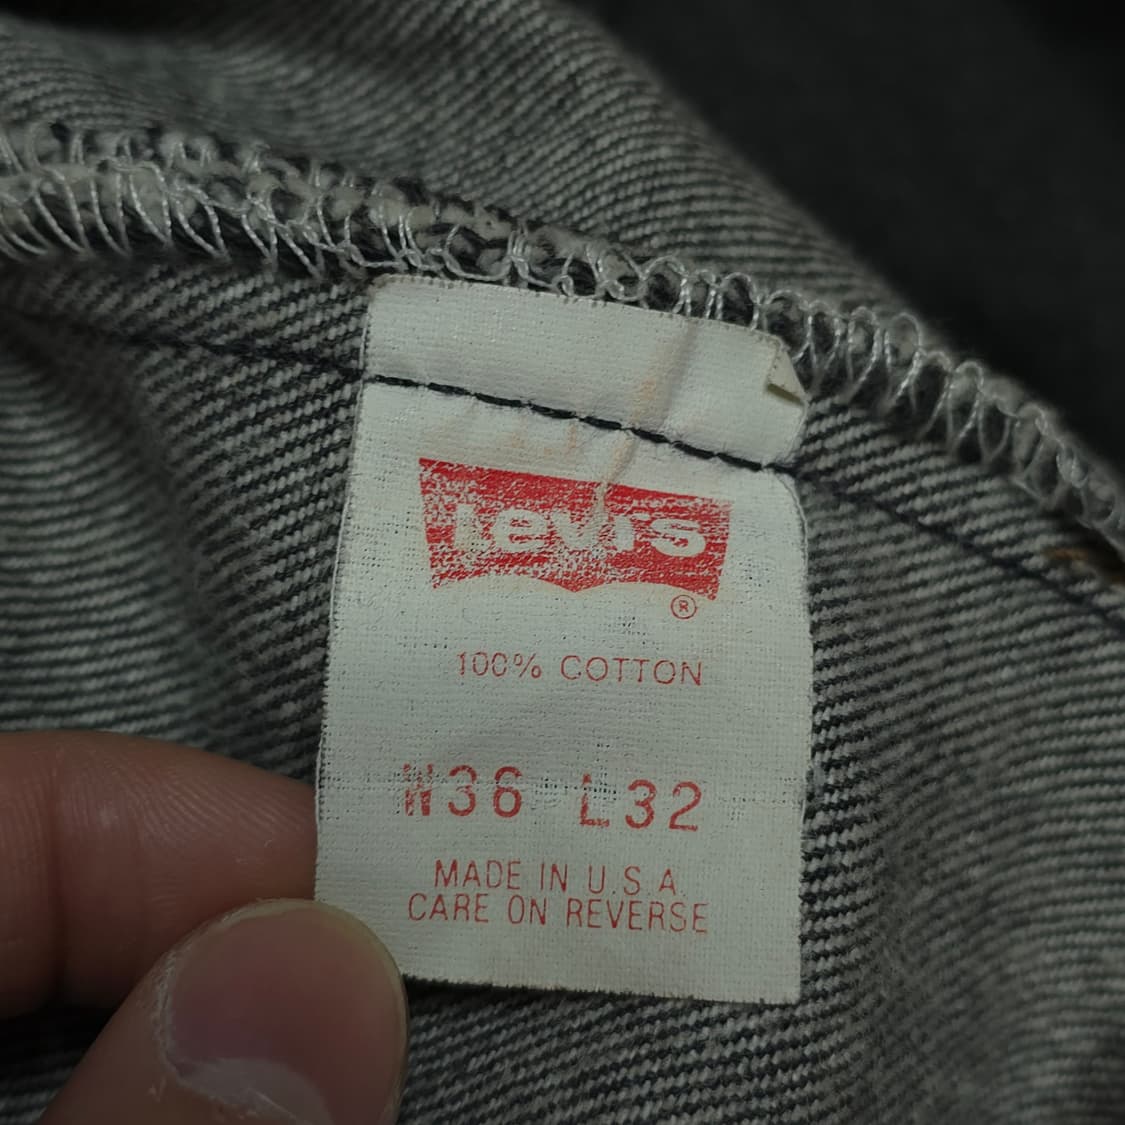 Levi's
®
100% COTTON
W36 L32
MADE IN U.S.A.
CARE ON REVERSE